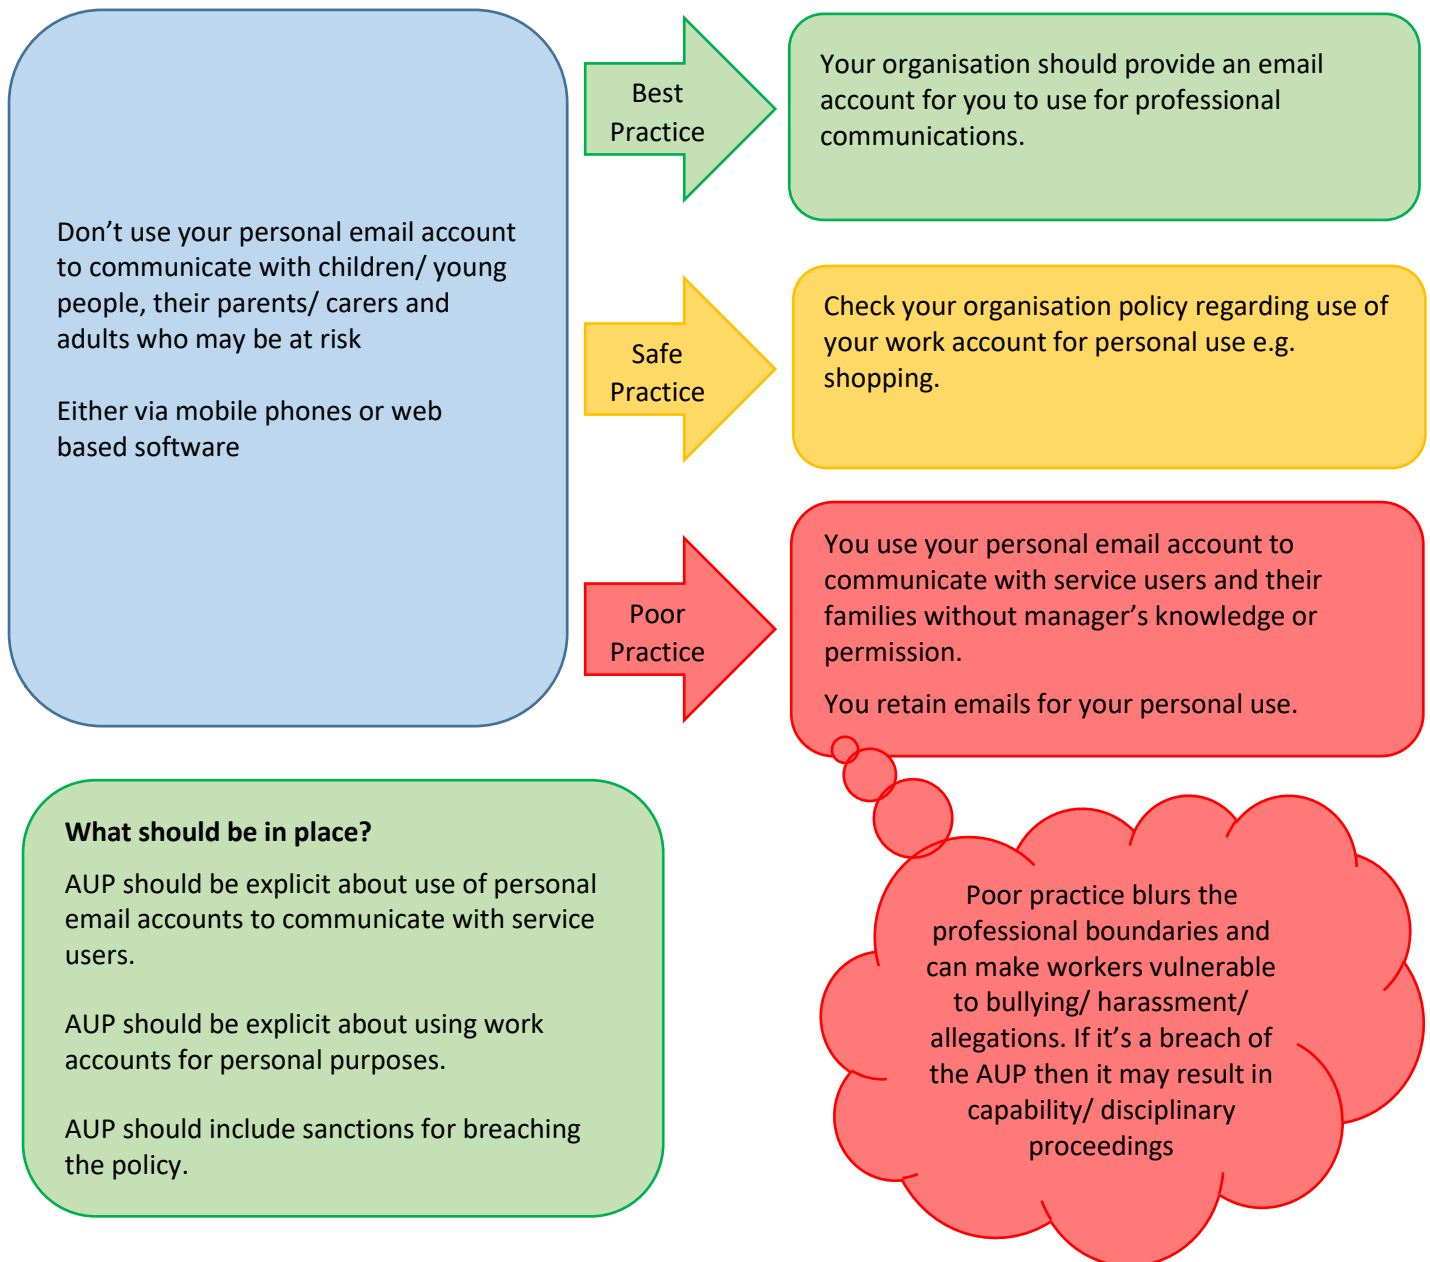 Don’t use your personal email account
to communicate with children/ young
people, their parents/ carers and
adults who may be at risk
Either via mobile phones or web
based software
Best
Practice
Your organisation should provide an email
account for you to use for professional
communications.
Safe
Practice
Check your organisation policy regarding use of
your work account for personal use e.g.
shopping.
Poor
Practice
You use your personal email account to
communicate with service users and their
families without manager’s knowledge or
permission.
You retain emails for your personal use.
What should be in place?
AUP should be explicit about use of personal
email accounts to communicate with service
users.
AUP should be explicit about using work
accounts for personal purposes.
AUP should include sanctions for breaching
the policy.
Poor practice blurs the
professional boundaries and
can make workers vulnerable
to bullying/ harassment/
allegations. If it’s a breach of
the AUP then it may result in
capability/ disciplinary
proceedings